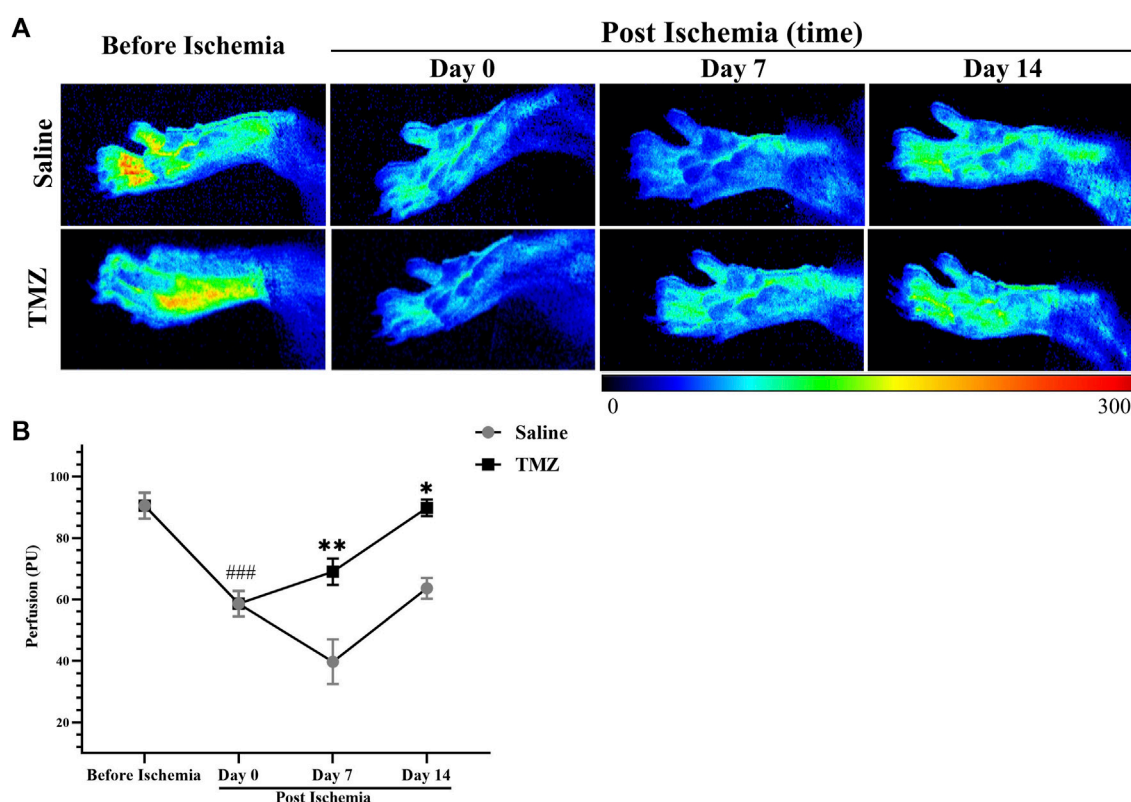 A
Before Ischemia
Post Ischemia (time)
Day 0
Day 7
Day 14
Saline
TMZ
0
300
B
Saline
TMZ
Perfusion (PU)
100
80
60
40
20
###
**
*
Before Ischemia
Day 0
Day 7
Day 14
Post Ischemia